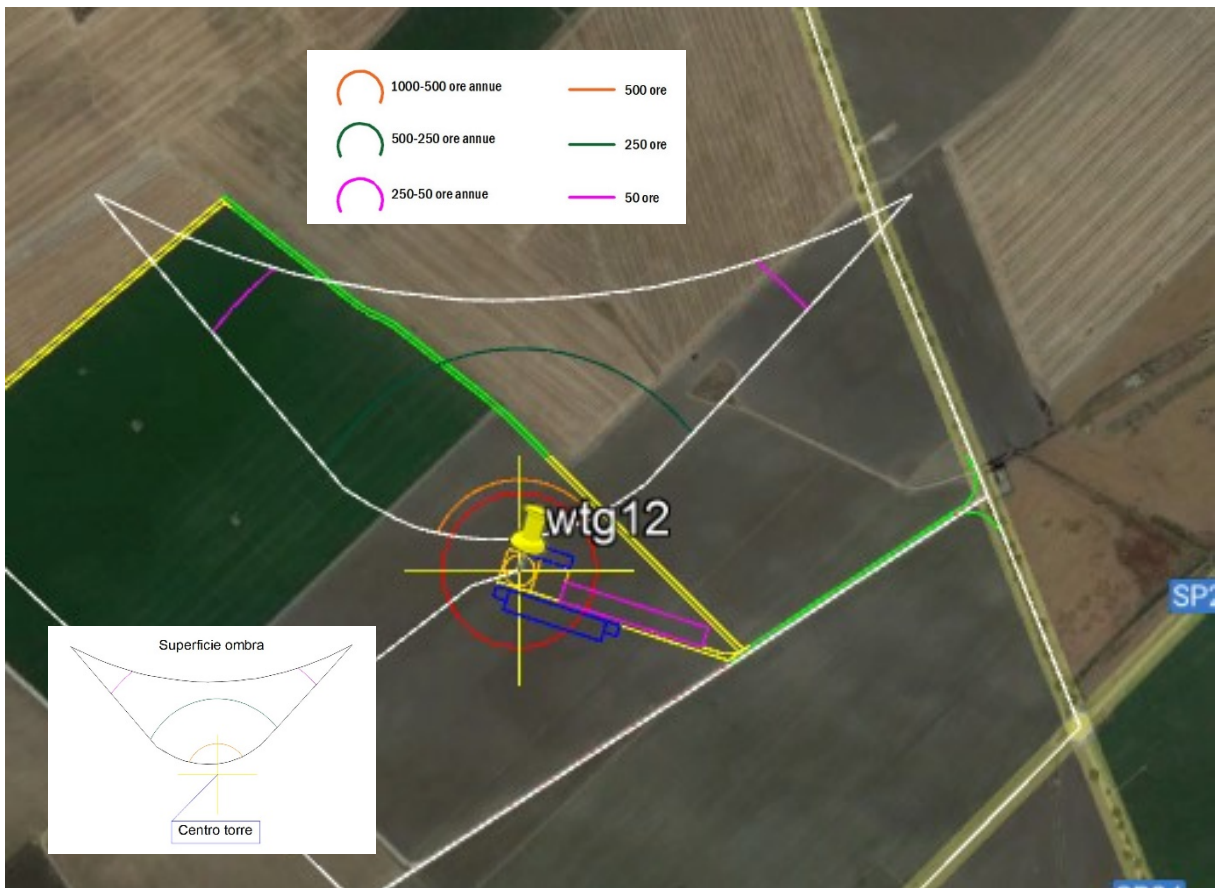 1000-500 ore annue
500 ore
500-250 ore annue
250 ore
250-50 ore annue
50 ore
wtg12
SP2
Superficie ombra
Centro torre